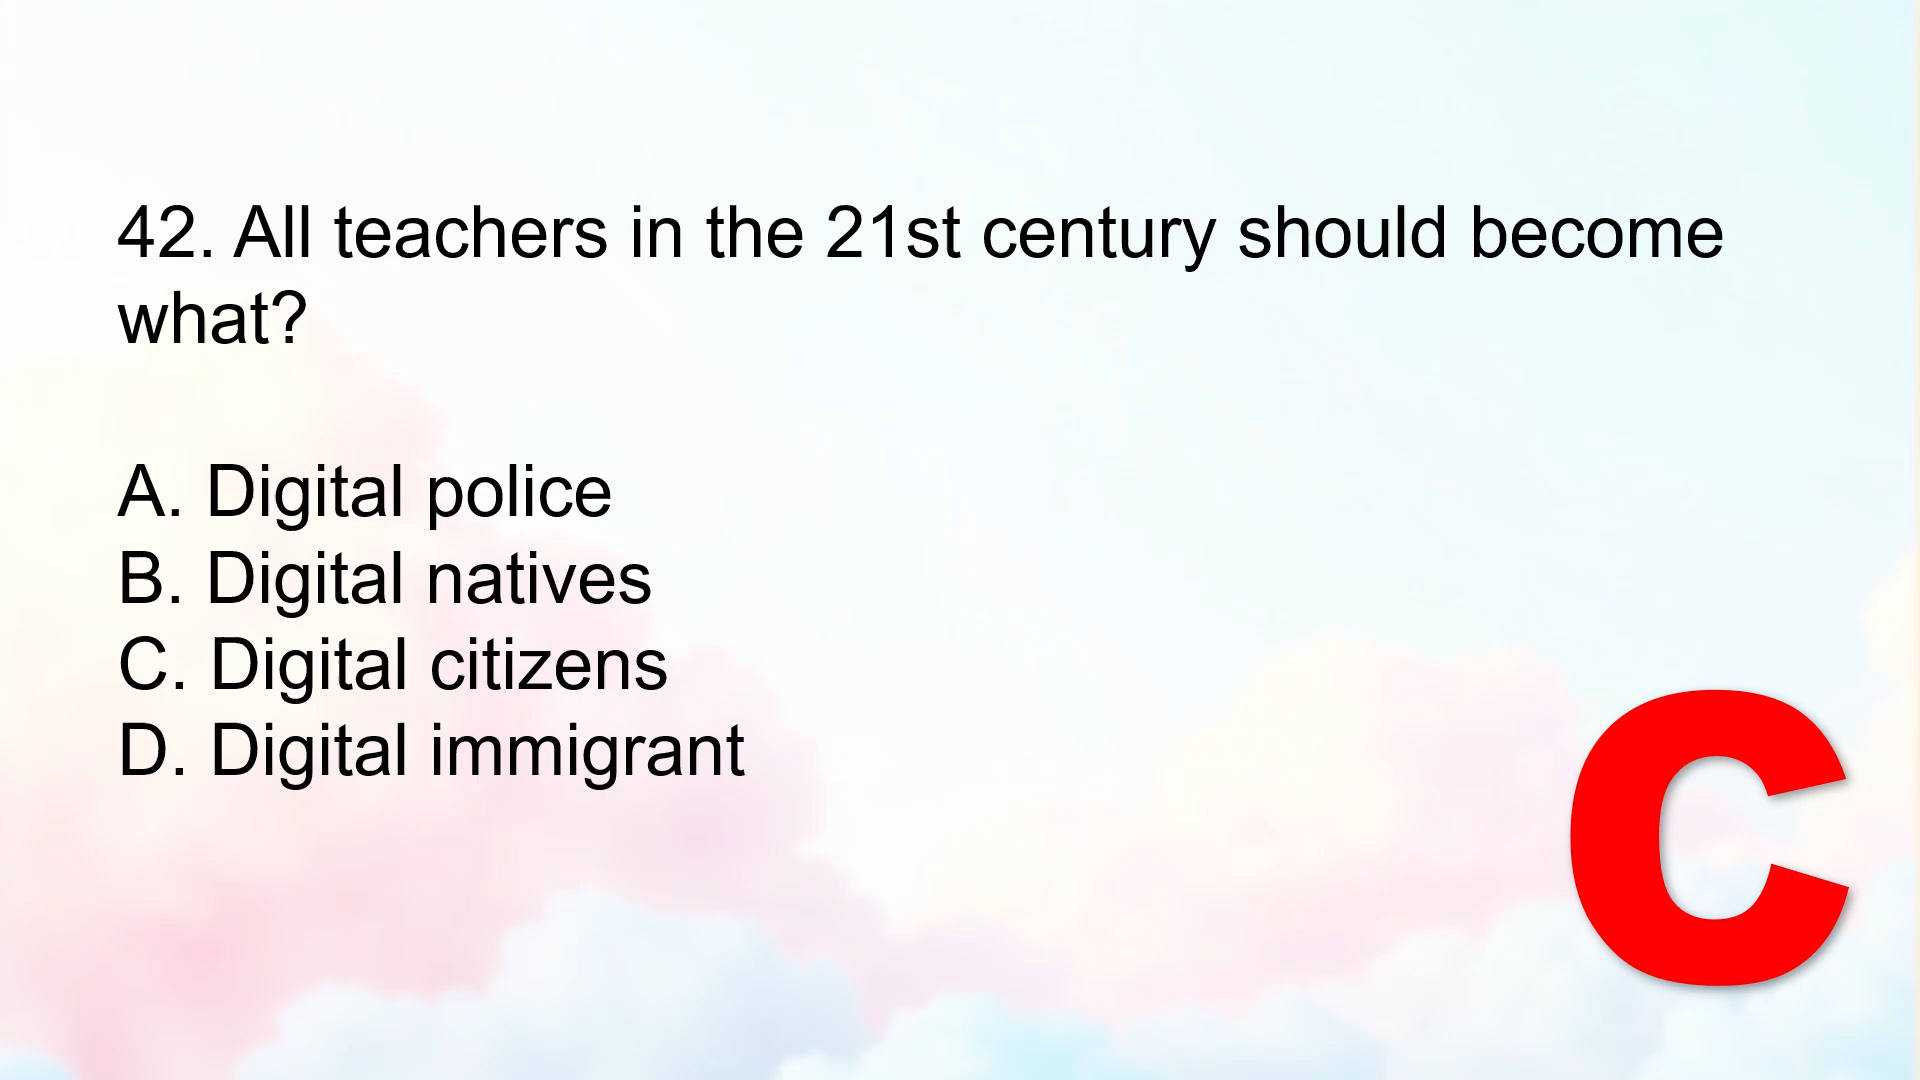 42. All teachers in the 21st century should become
what?
A. Digital police
B. Digital natives
C. Digital citizens
D. Digital immigrant
C